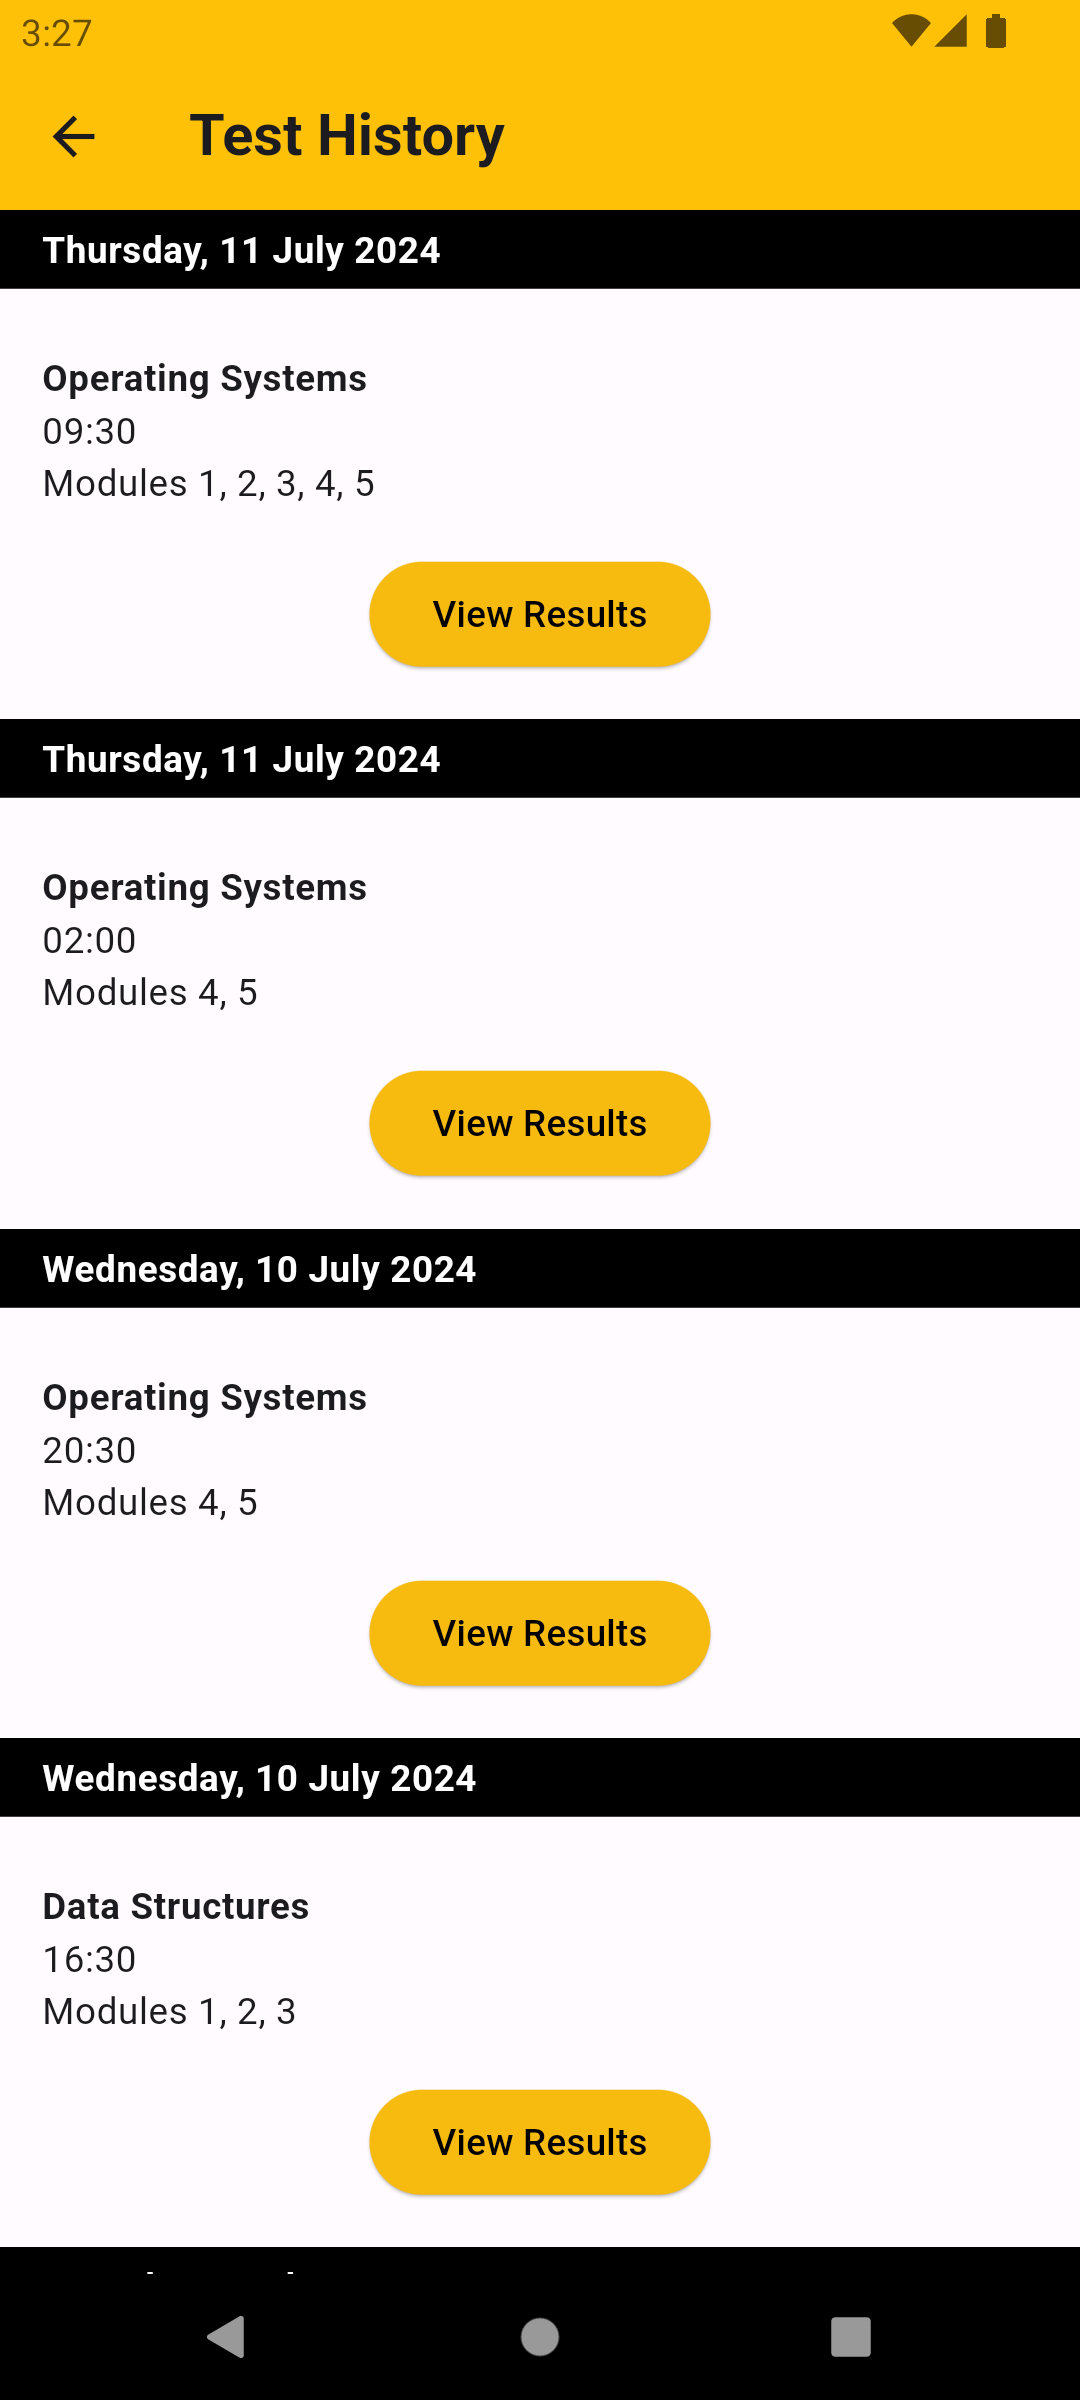 3:27
Test History
Thursday, 11 July 2024
Operating Systems
09:30
Modules 1, 2, 3, 4, 5
View Results
Thursday, 11 July 2024
Operating Systems
02:00
Modules 4, 5
View Results
Wednesday, 10 July 2024
Operating Systems
20:30
Modules 4, 5
View Results
Wednesday, 10 July 2024
Data Structures
16:30
Modules 1, 2, 3
View Results